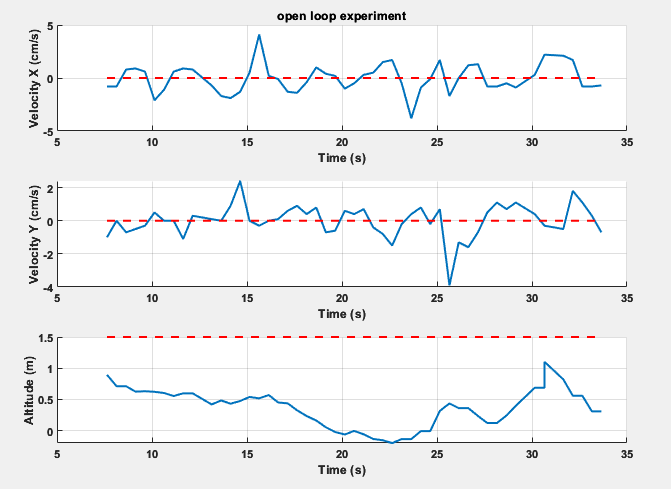 open loop experiment
Velocity X (cm/s)
5
0
-5
5 10 15 20 25 30 35
Time (s)
Velocity Y (cm/s)
2
0
-2
-4
5 10 15 20 25 30 35
Time (s)
Altitude (m)
1.5
1
0.5
0
5 10 15 20 25 30 35
Time (s)